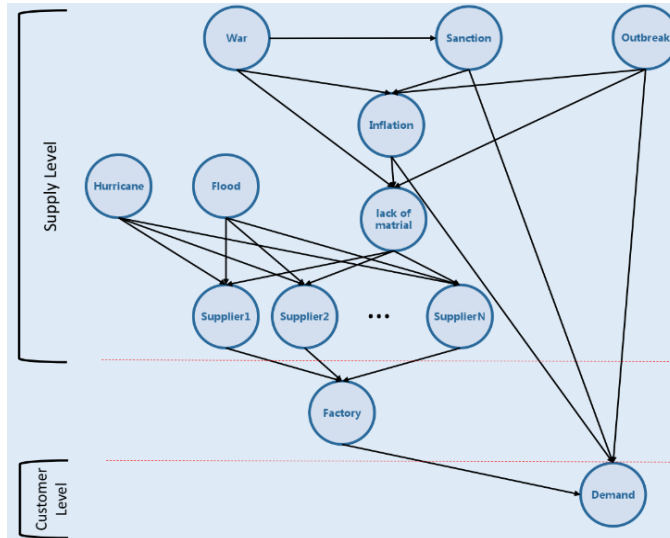 War
Sanction
Outbreak
Inflation
Supply Level
Hurricane
Flood
lack of
matrial
Supplier1
Supplier2
...
SupplierN
Factory
Customer
Level
Demand